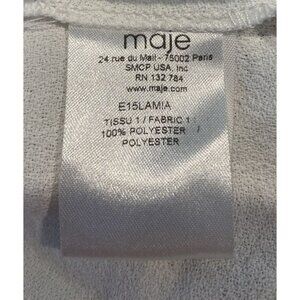 maje
24 rue du Mail - 75002 Paris
SMCP USA, Inc
RN 132 784
www.maje.com
E15LAMIA
TISSU 1 / FABRIC 1 :
100% POLYESTER /
POLYESTER